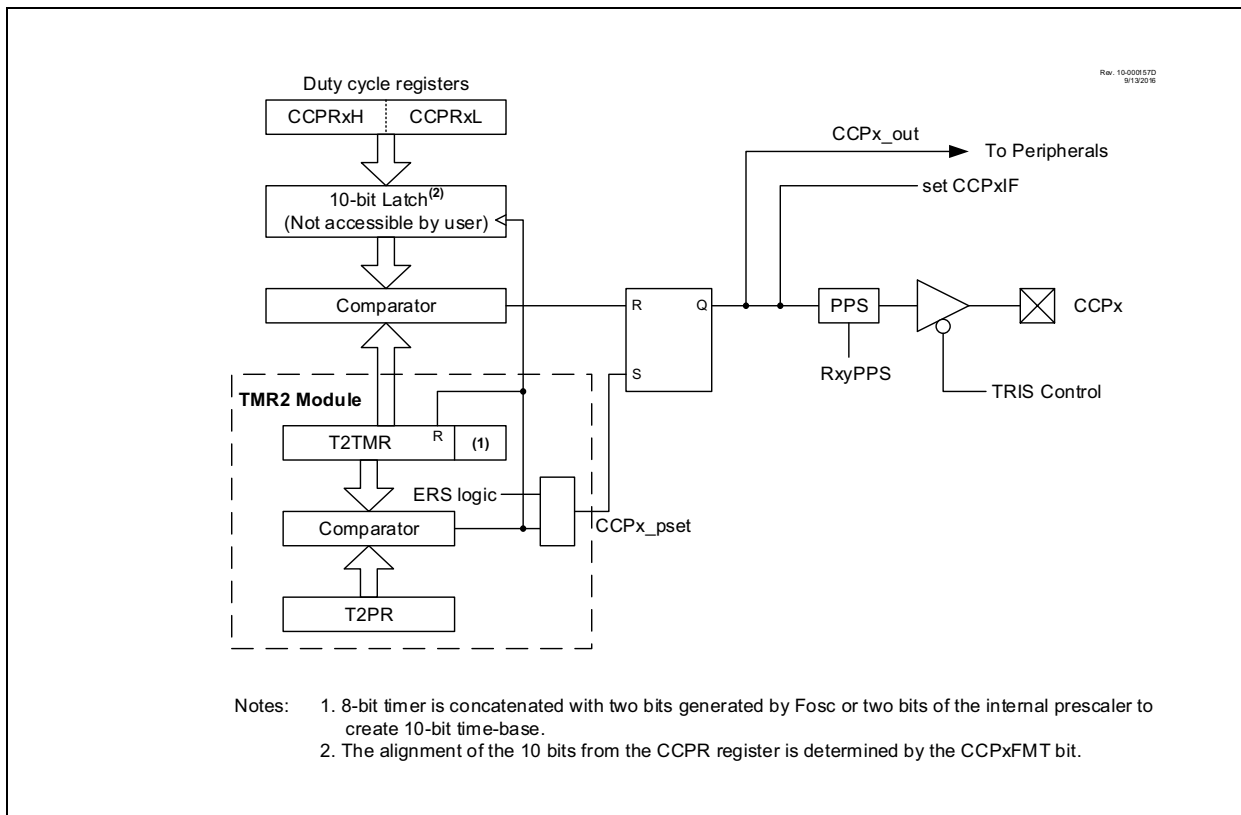 Rev. 10-000157D
9/13/2016
Duty cycle registers
CCPRxH CCPRxL
CCPx_out
To Peripherals
set CCPxIF
10-bit Latch(2)
(Not accessible by user)
Comparator
R Q
PPS
CCPx
RxyPPS
S
TRIS Control
TMR2 Module
R
T2TMR (1)
ERS logic
CCPx_pset
Comparator
T2PR
Notes: 1. 8-bit timer is concatenated with two bits generated by Fosc or two bits of the internal prescaler to
create 10-bit time-base.
2. The alignment of the 10 bits from the CCPR register is determined by the CCPxFMT bit.